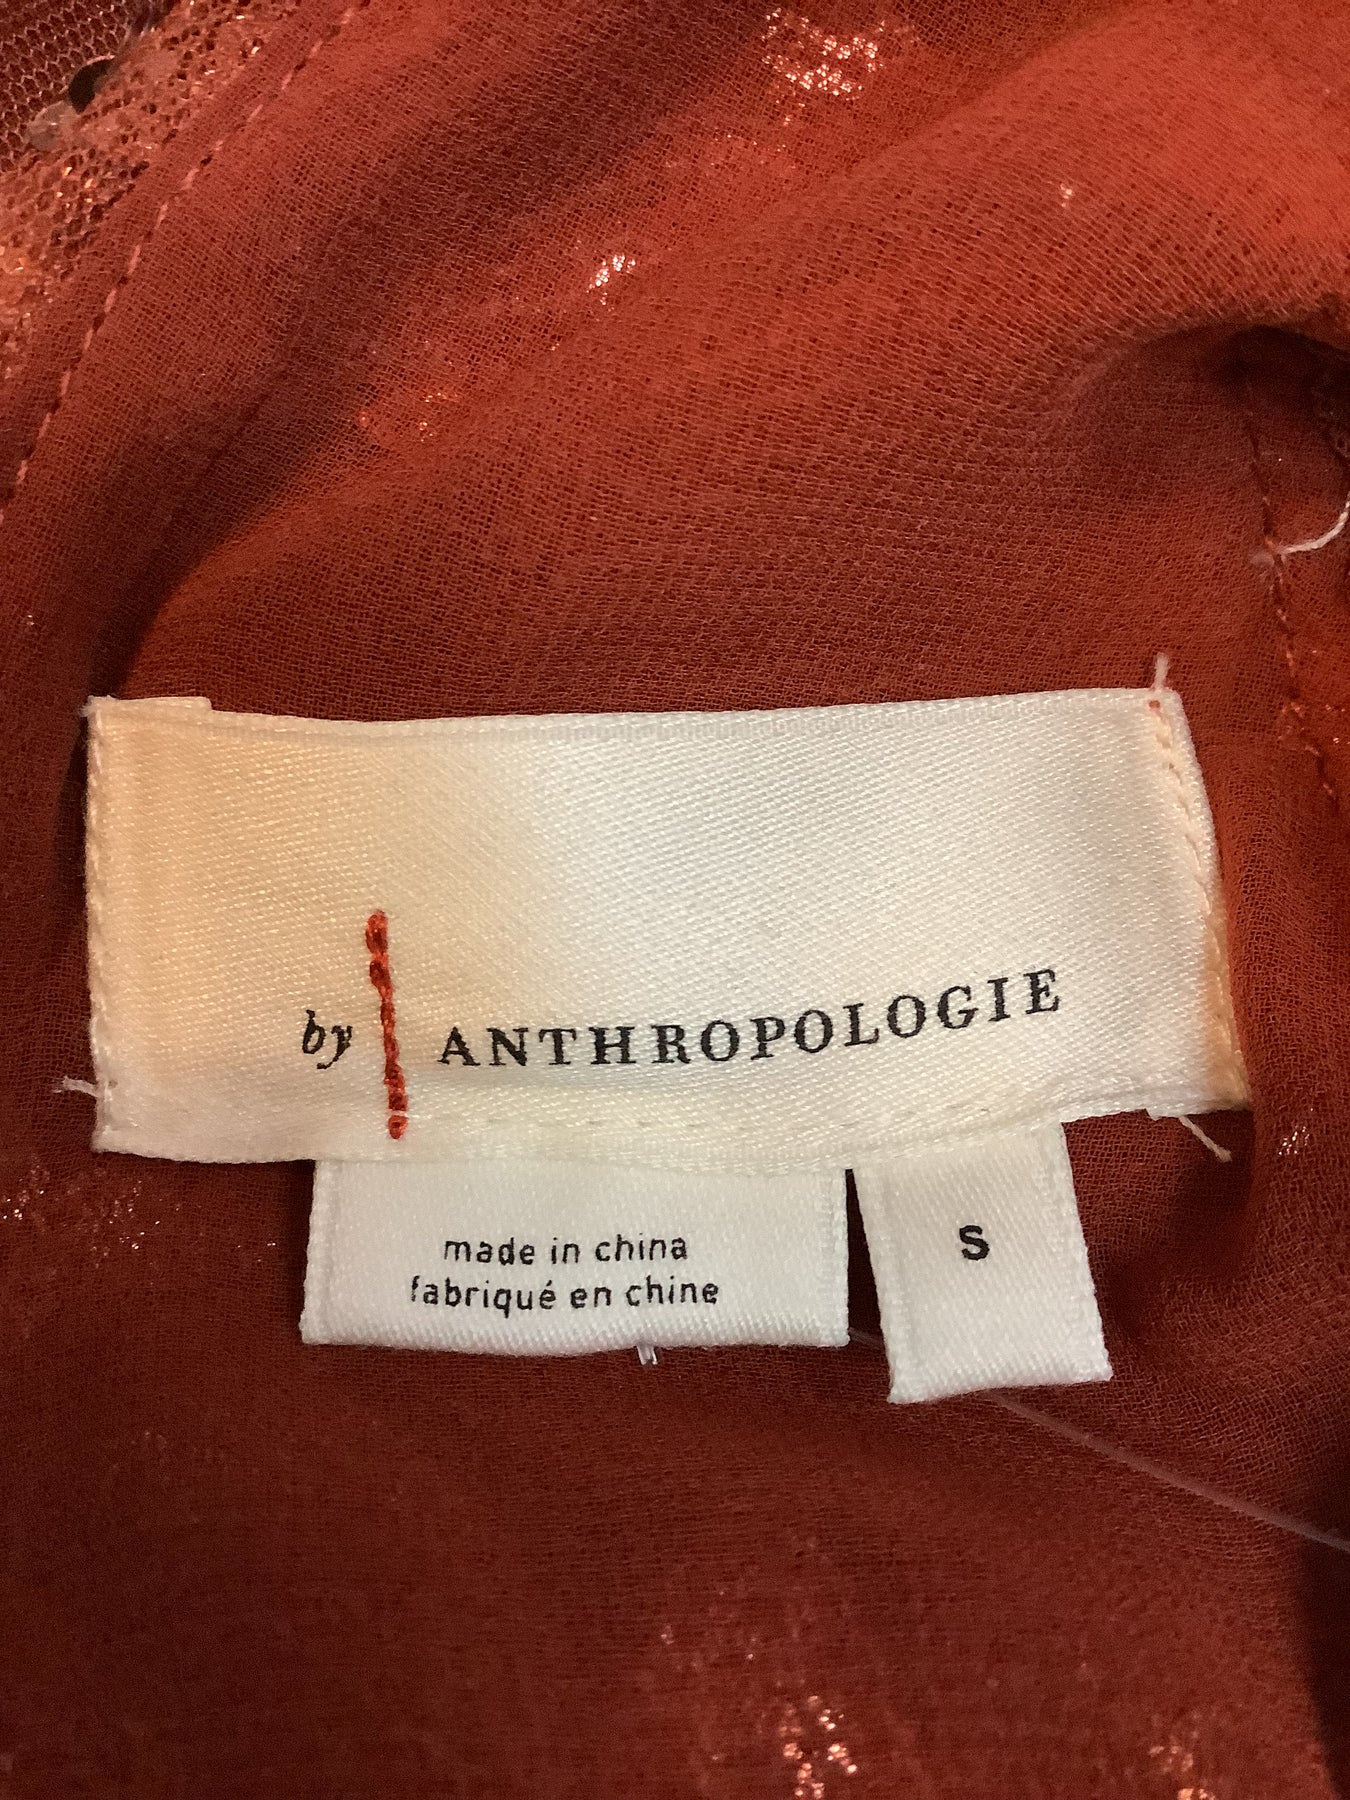 by ANTHROPOLOGIE
made in china
fabriqué en chine
S